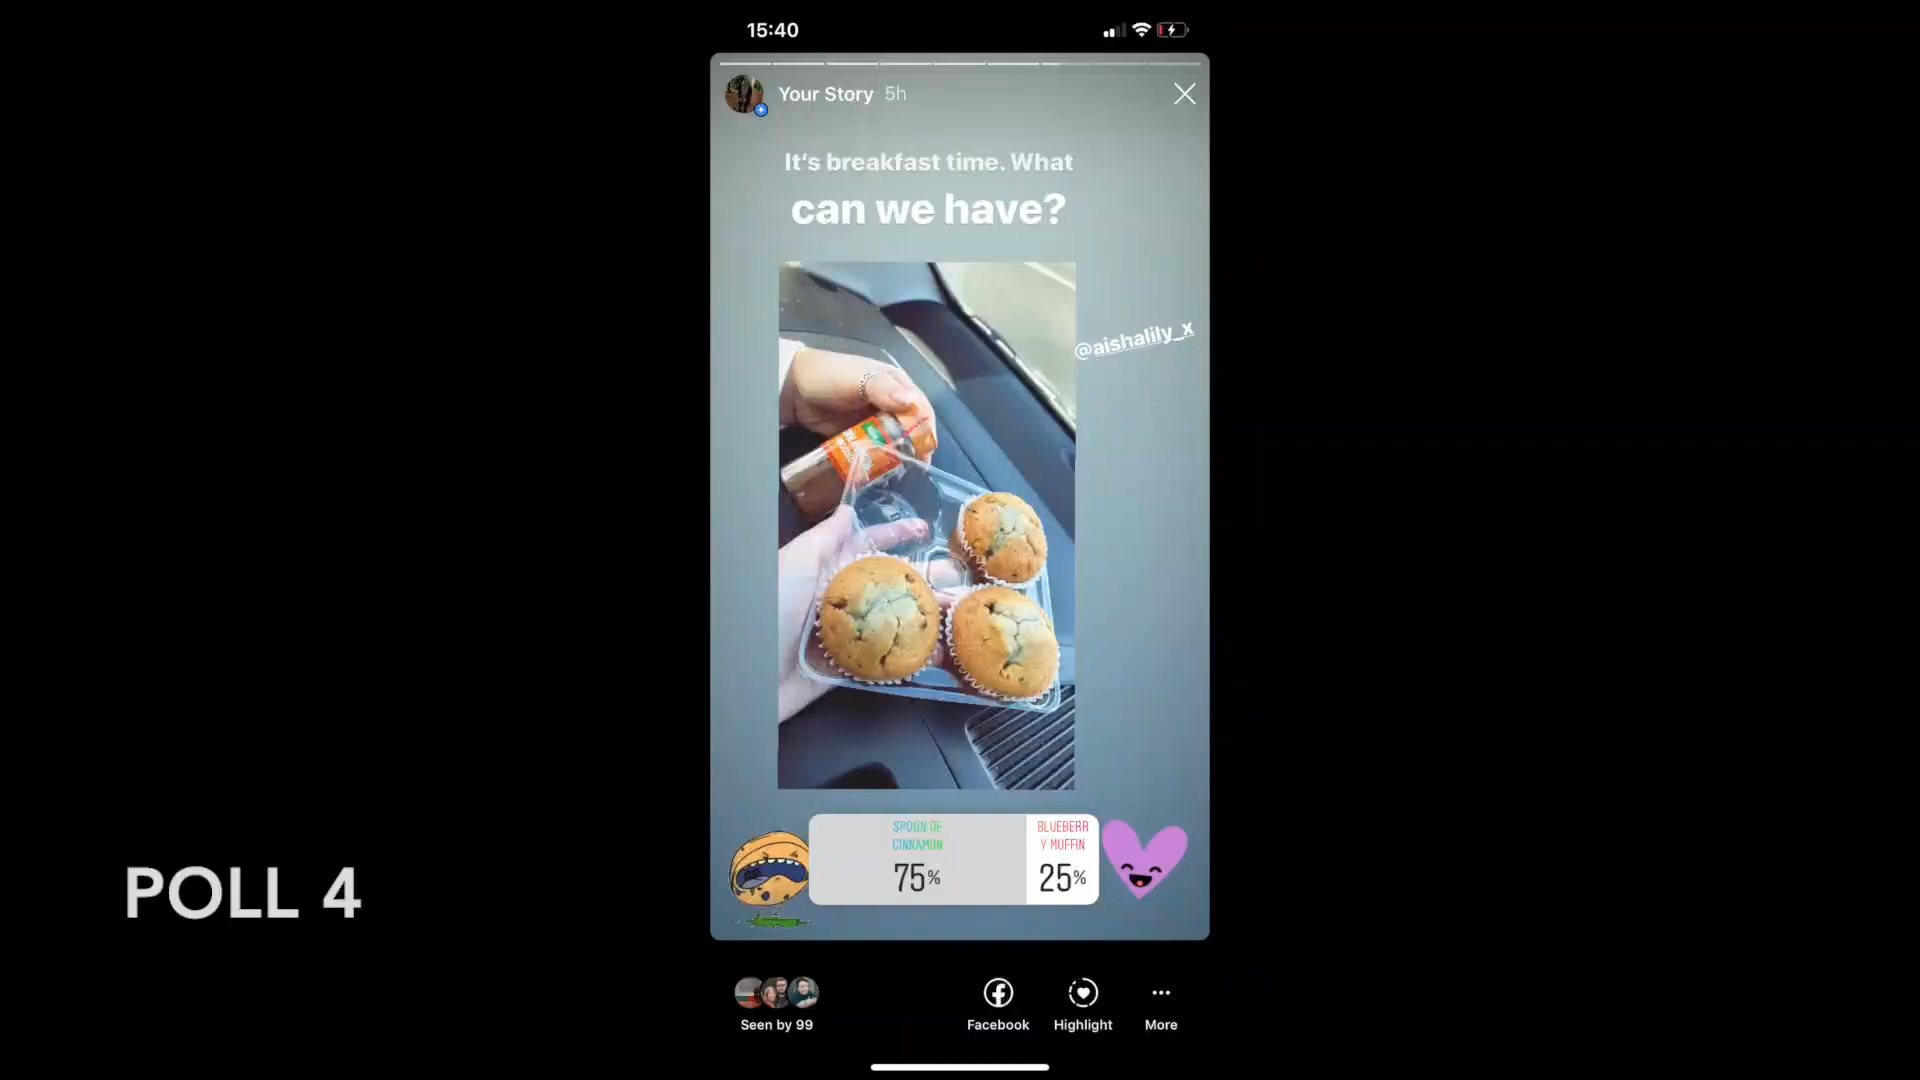 15:40
Your Story 5h
It's breakfast time. What
can we have?
@aishalily_x
SPOON DE
CINNAMON
75%
BLUEBERR
Y MUFFIN
25%
POLL 4
Seen by 99
Facebook
Highlight
More